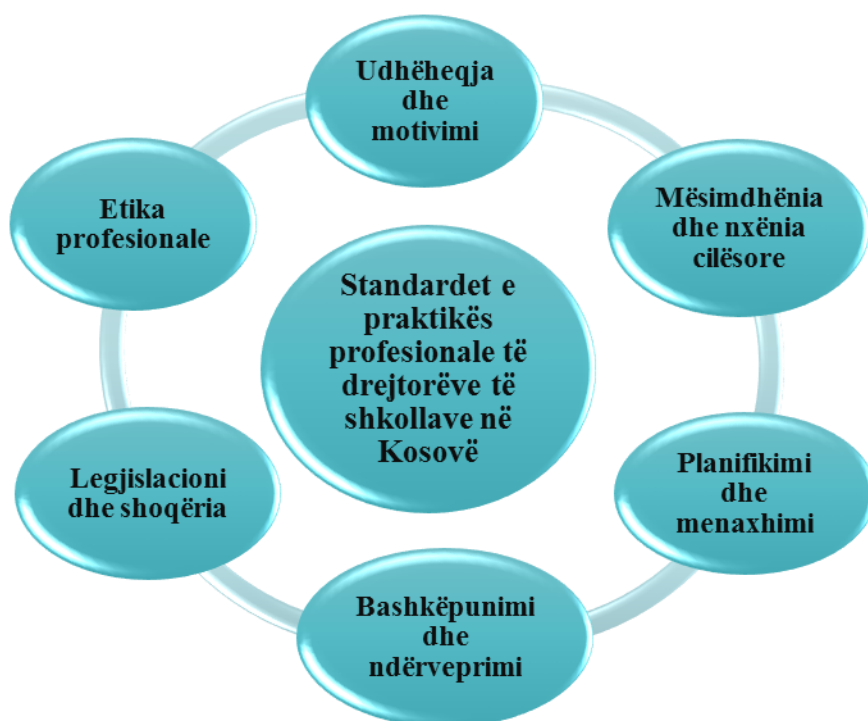 Udhëheqja
dhe
motivimi
Mësimdhënia
dhe nxënia
cilësore
Planifikimi
dhe
menaxhimi
Bashkëpunimi
dhe
ndërveprimi
Legjislacioni
dhe shoqëria
Etika
profesionale
Standardet e
praktikës
profesionale të
drejtorëve të
shkollave në
Kosovë